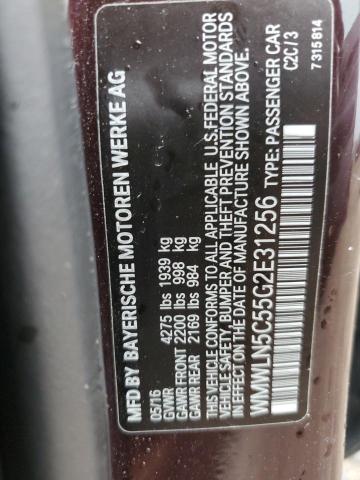 MFD BY BAYERISCHE MOTOREN WERKE AG
05/16
GVWR 4275 lbs 1939 kg
GAWR FRONT 2200 lbs 998 kg
GAWR REAR 2169 lbs 984 kg
THIS VEHICLE CONFORMS TO ALL APPLICABLE U.S.FEDERAL MOTOR
VEHICLE SAFETY, BUMPER AND THEFT PREVENTION STANDARDS
IN EFFECT ON THE DATE OF MANUFACTURE SHOWN ABOVE.
WMWLN5C55G2E31256 TYPE: PASSENGER CAR
C2C/3
7315814